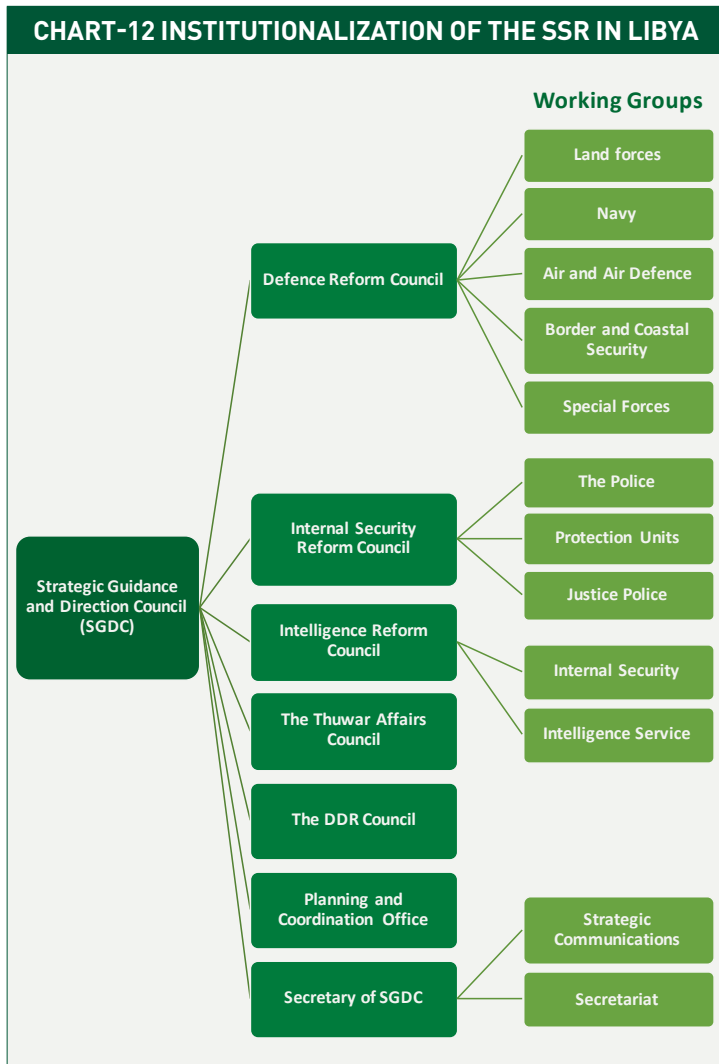 CHART-12 INSTITUTIONALIZATION OF THE SSR IN LIBYA
Working Groups
Land forces
Navy
Defence Reform Council
Air and Air Defence
Border and Coastal
Security
Special Forces
The Police
Internal Security
Reform Council
Protection Units
Justice Police
Strategic Guidance
and Direction Council
(SGDC)
Intelligence Reform
Council
Internal Security
Intelligence Service
The Thuwar Affairs
Council
The DDR Council
Planning and
Coordination Office
Strategic
Communications
Secretary of SGDC
Secretariat